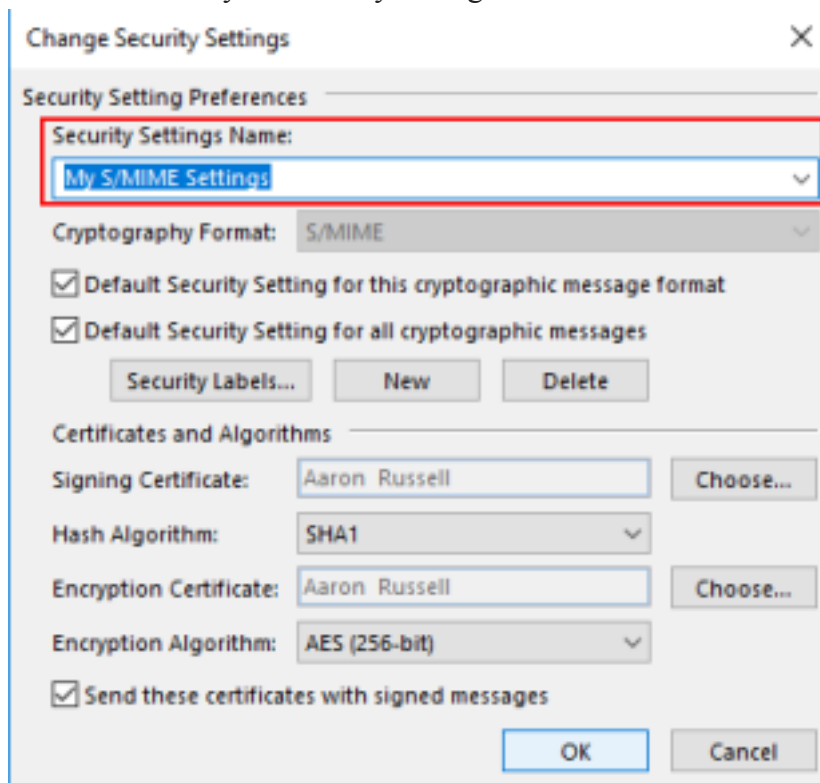 Change Security Settings
Security Setting Preferences
Security Settings Name:
My S/MIME Settings
Cryptography Format: S/MIME
Default Security Setting for this cryptographic message format
Default Security Setting for all cryptographic messages
Security Labels... New Delete
Certificates and Algorithms
Signing Certificate: Aaron Russell Choose...
Hash Algorithm: SHA1
Encryption Certificate: Aaron Russell Choose...
Encryption Algorithm: AES (256-bit)
Send these certificates with signed messages
OK Cancel